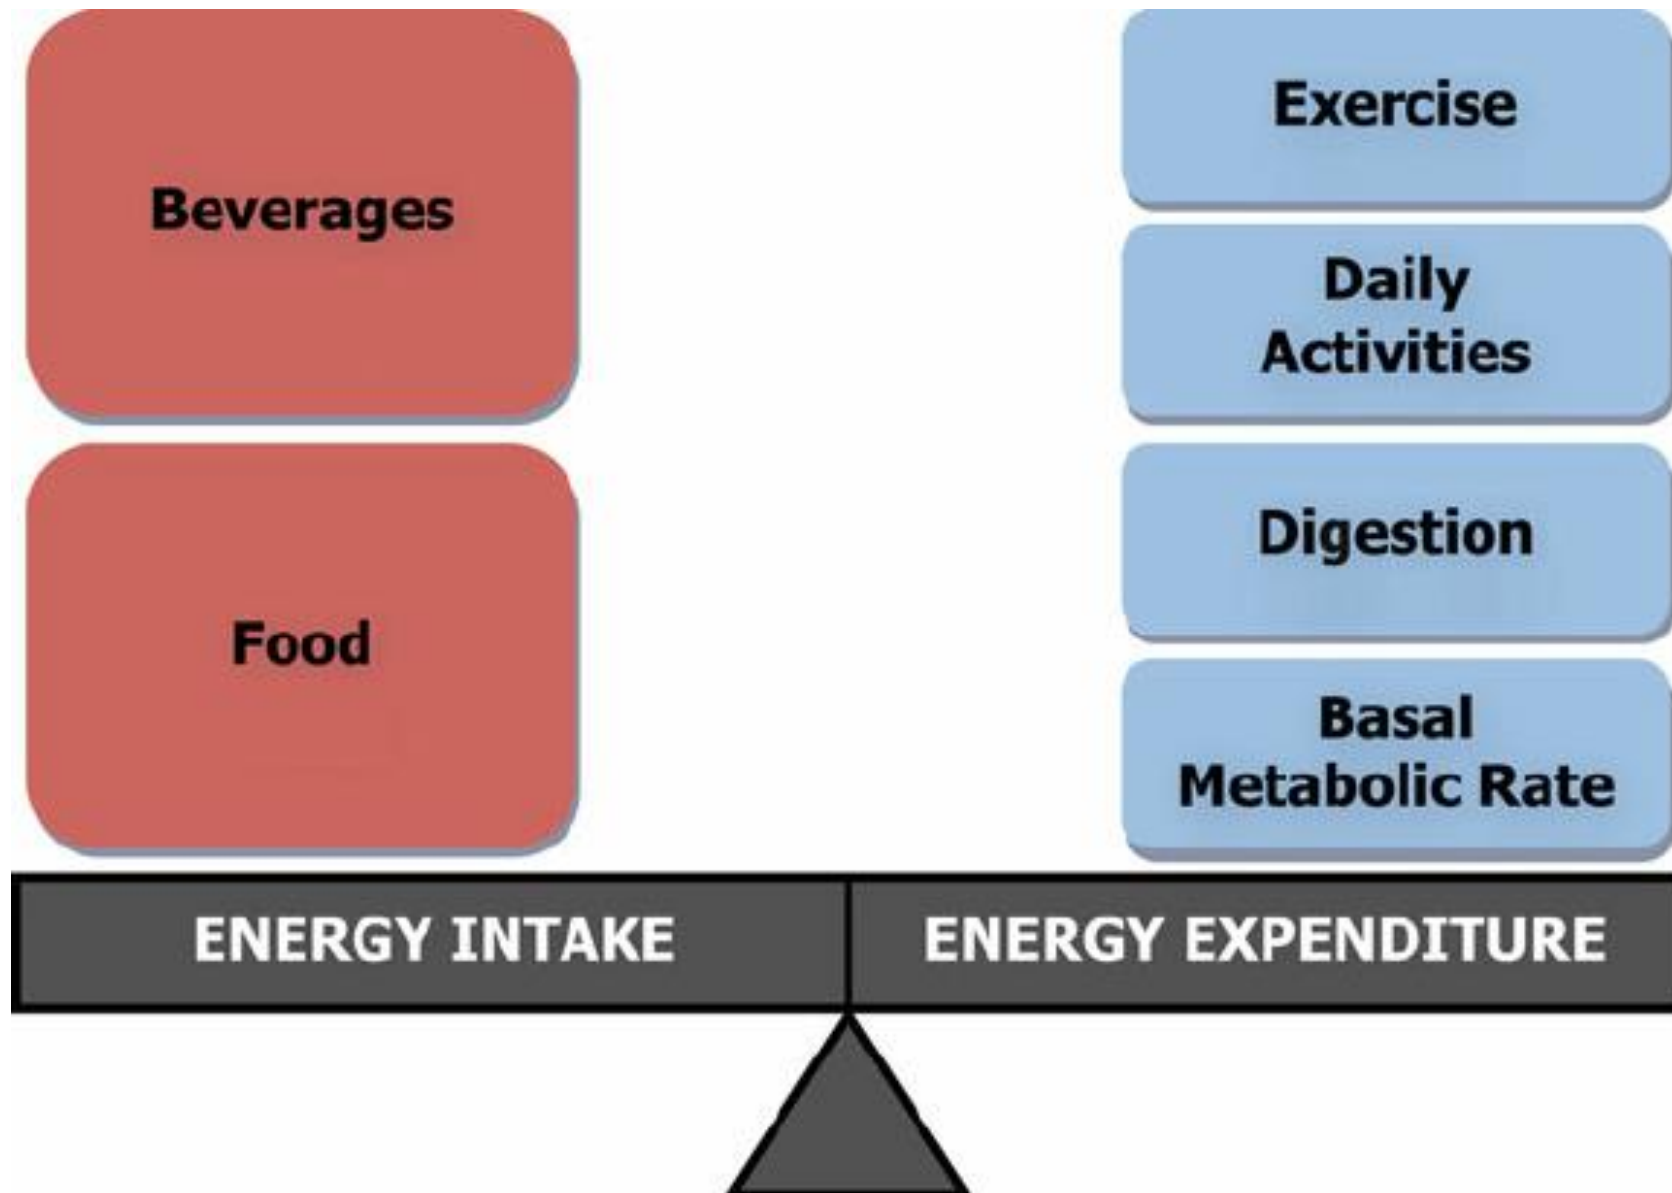 Beverages
Food
Exercise
Daily
Activities
Digestion
Basal
Metabolic Rate
ENERGY INTAKE
ENERGY EXPENDITURE